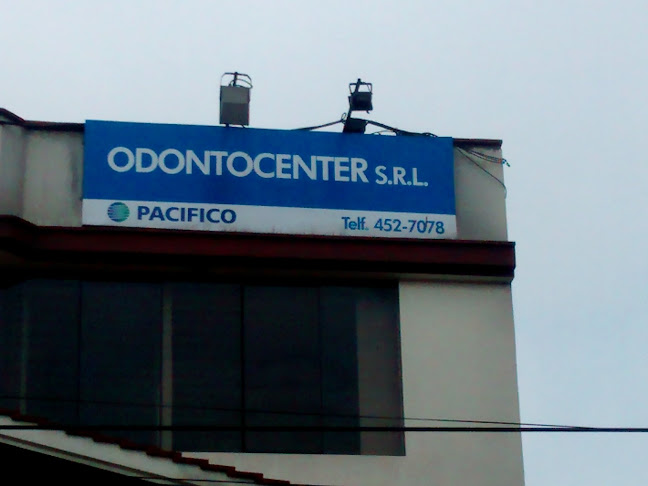 ODONTOCENTER S.R.L.
PACIFICO Telf. 452-7078